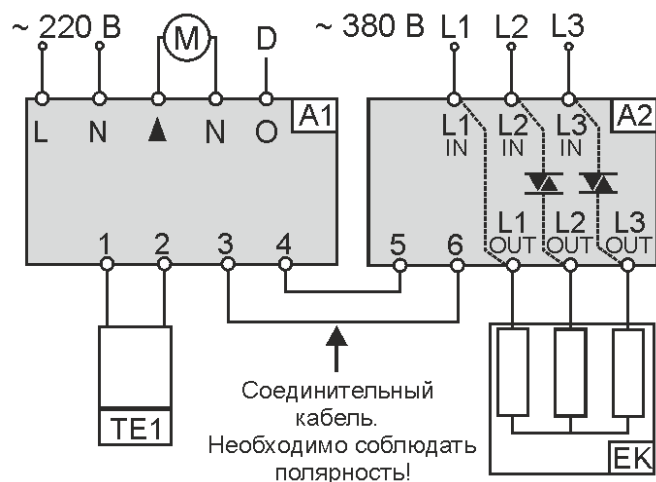 ~ 220 В M D ~ 380 В L1 L2 L3
L N ▲ N O A1 L1 L2 L3 A2
IN IN IN
1 2 3 4 5 6 L1 L2 L3
OUT OUT OUT
Соединительный
кабель.
Необходимо соблюдать
полярность!
TE1
EK